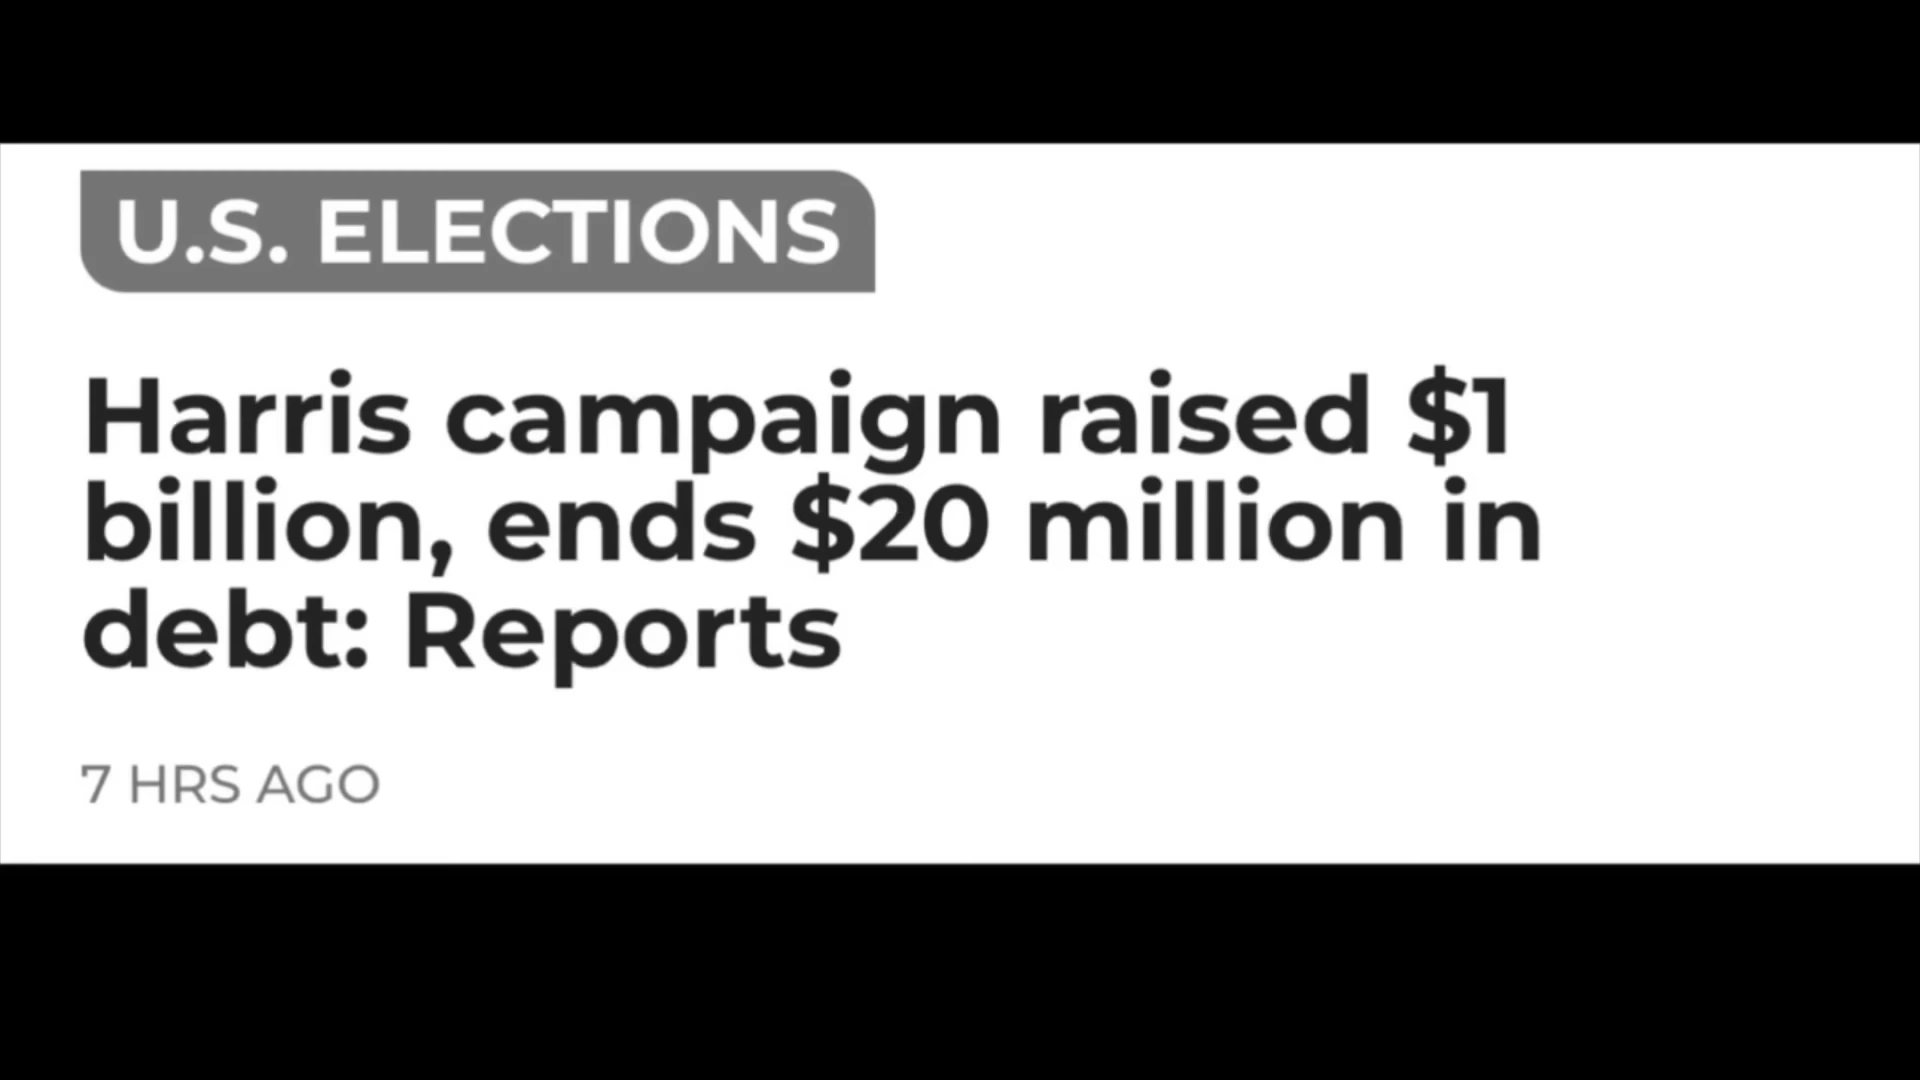 U.S. ELECTIONS
Harris campaign raised $1
billion, ends $20 million in
debt: Reports
7 HRS AGO